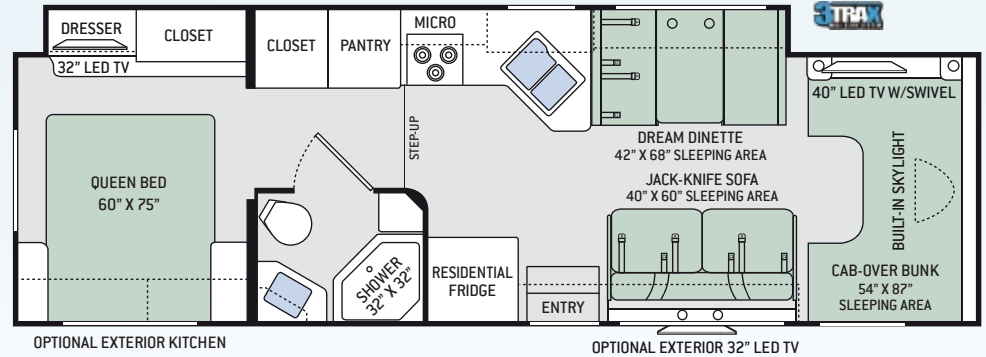 3TRAX
DRESSER
CLOSET
32" LED TV
CLOSET
PANTRY
MICRO
40" LED TV W/SWIVEL
STEP-UP
DREAM DINETTE
42" X 68" SLEEPING AREA
JACK-KNIFE SOFA
40" X 60" SLEEPING AREA
BUILT-IN SKYLIGHT
QUEEN BED
60" X 75"
SHOWER
32" X 32"
RESIDENTIAL
FRIDGE
ENTRY
CAB-OVER BUNK
54" X 87"
SLEEPING AREA
OPTIONAL EXTERIOR KITCHEN
OPTIONAL EXTERIOR 32" LED TV